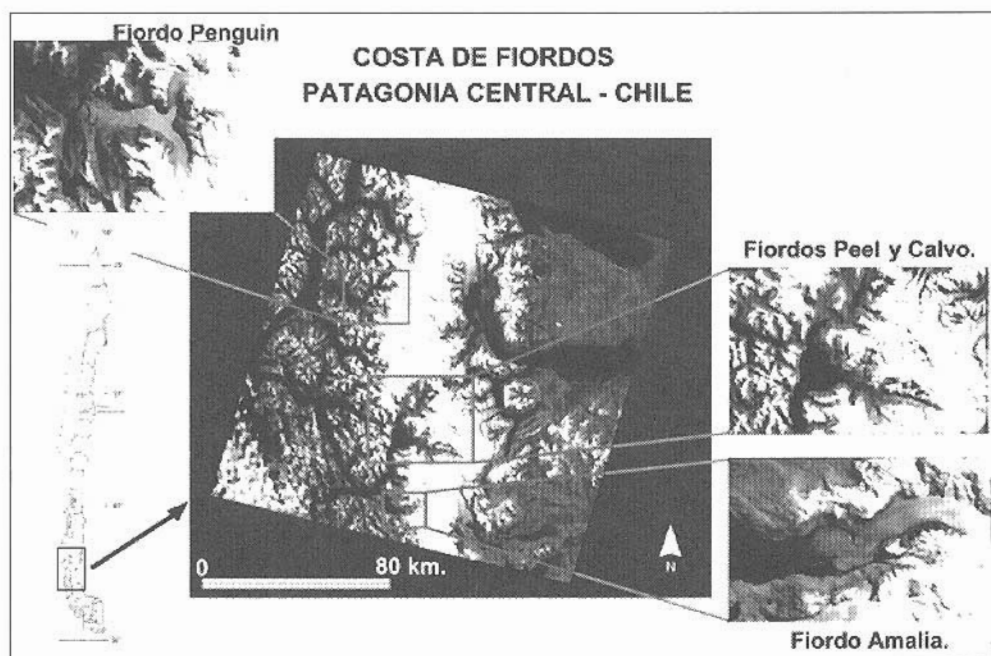 Fiordo Penguin
COSTA DE FIORDOS
PATAGONIA CENTRAL - CHILE
Fiordos Peel y Calvo.
0 80 km.
N
Fiordo Amalia.